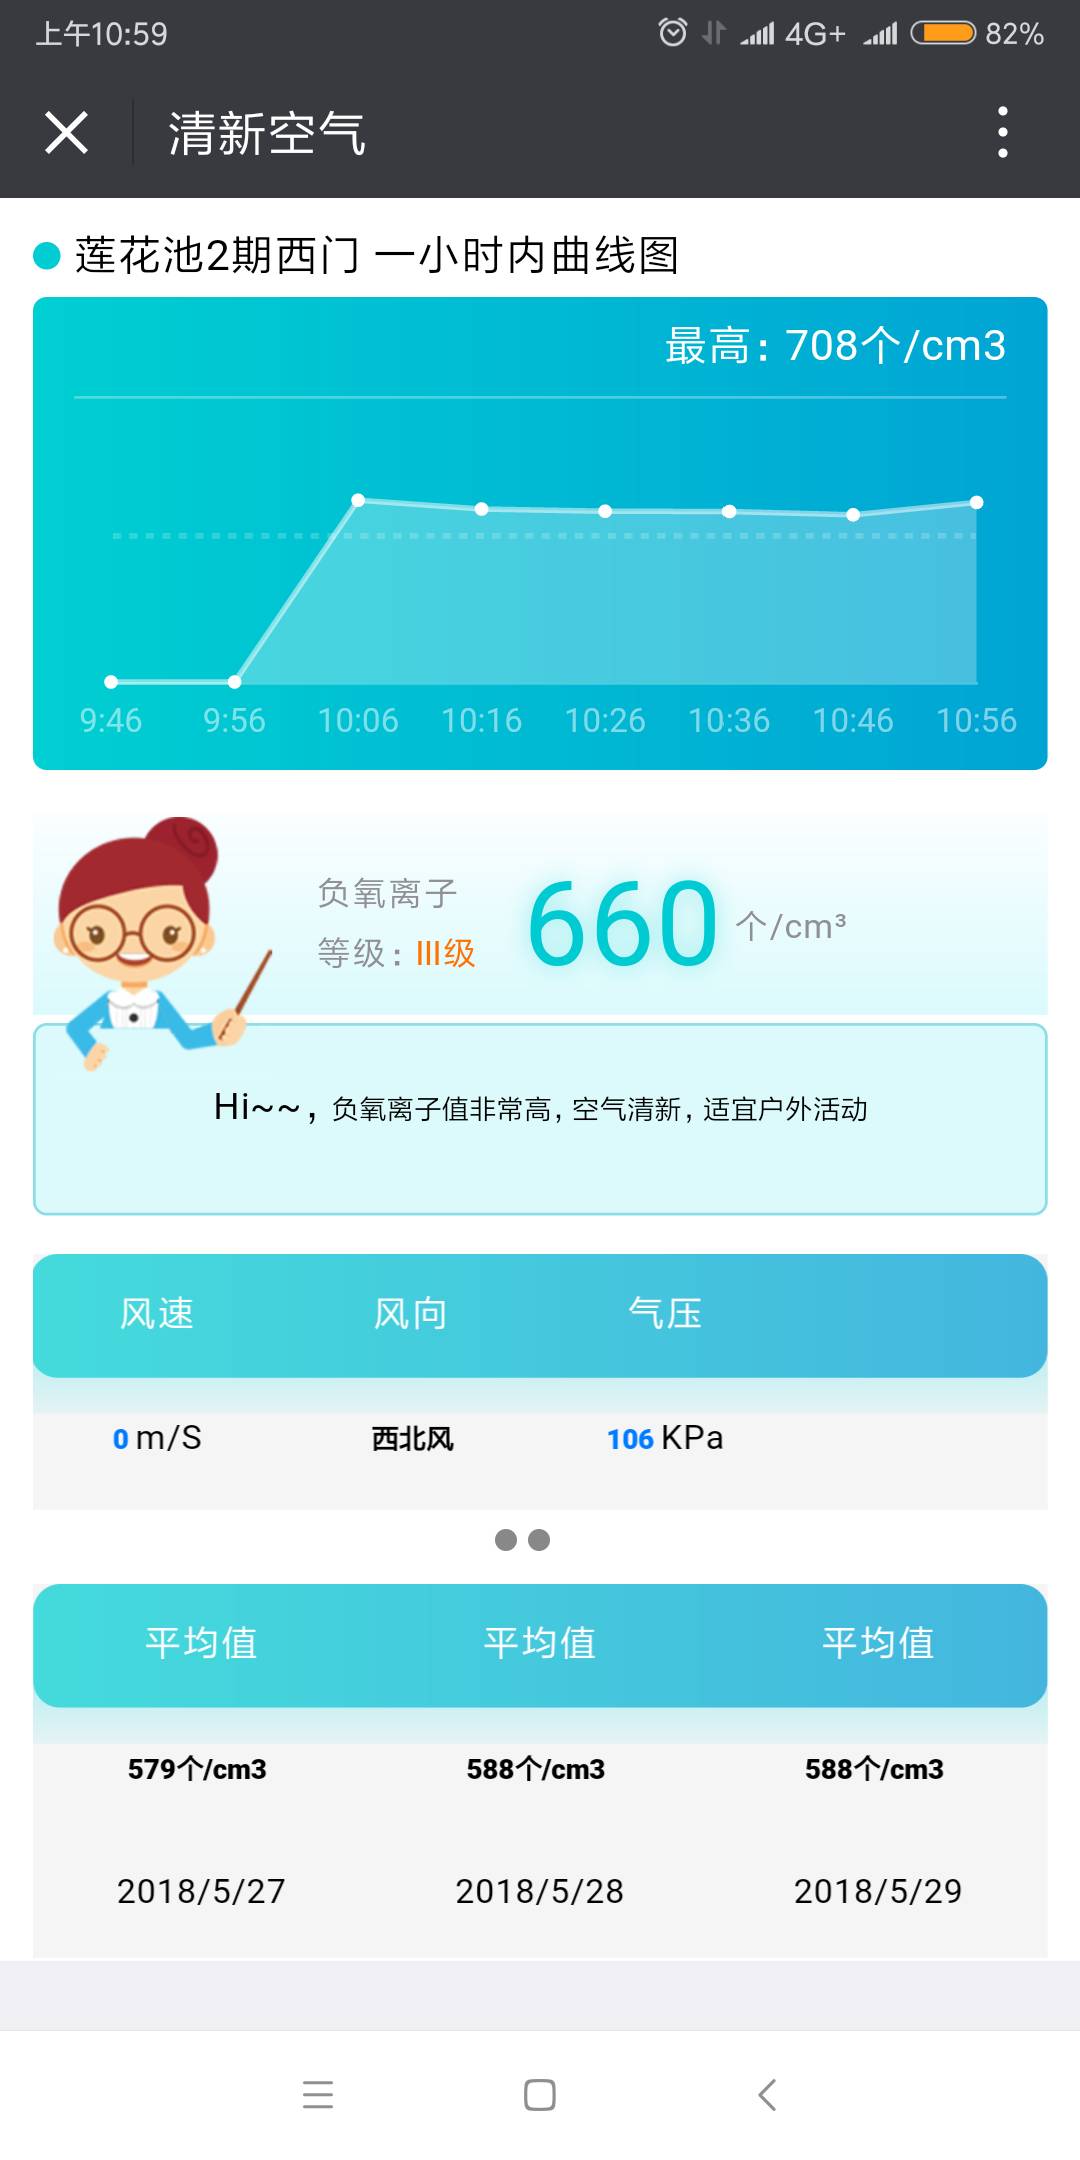 上午10:59 4G+ 82%
清新空气
莲花池2期西门 一小时内曲线图
最高：708个/cm3
9:46 9:56 10:06 10:16 10:26 10:36 10:46 10:56
负氧离子
等级：III级
660 个/cm³
Hi~~，负氧离子值非常高，空气清新，适宜户外活动
风速 风向 气压
0 m/S 西北风 106 KPa
平均值 平均值 平均值
579个/cm3 588个/cm3 588个/cm3
2018/5/27 2018/5/28 2018/5/29